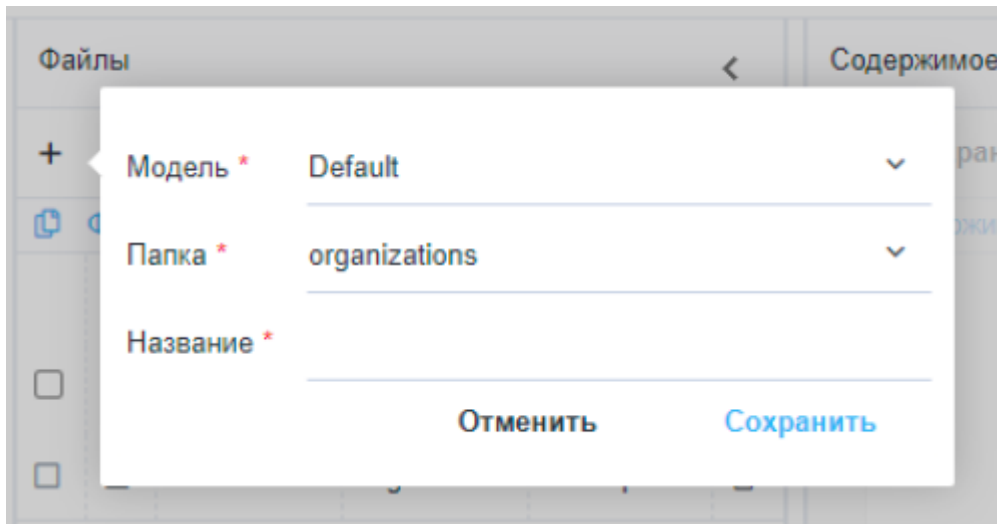 Файлы
Содержимое
Модель *
Default
Папка *
organizations
Название *
Отменить
Сохранить